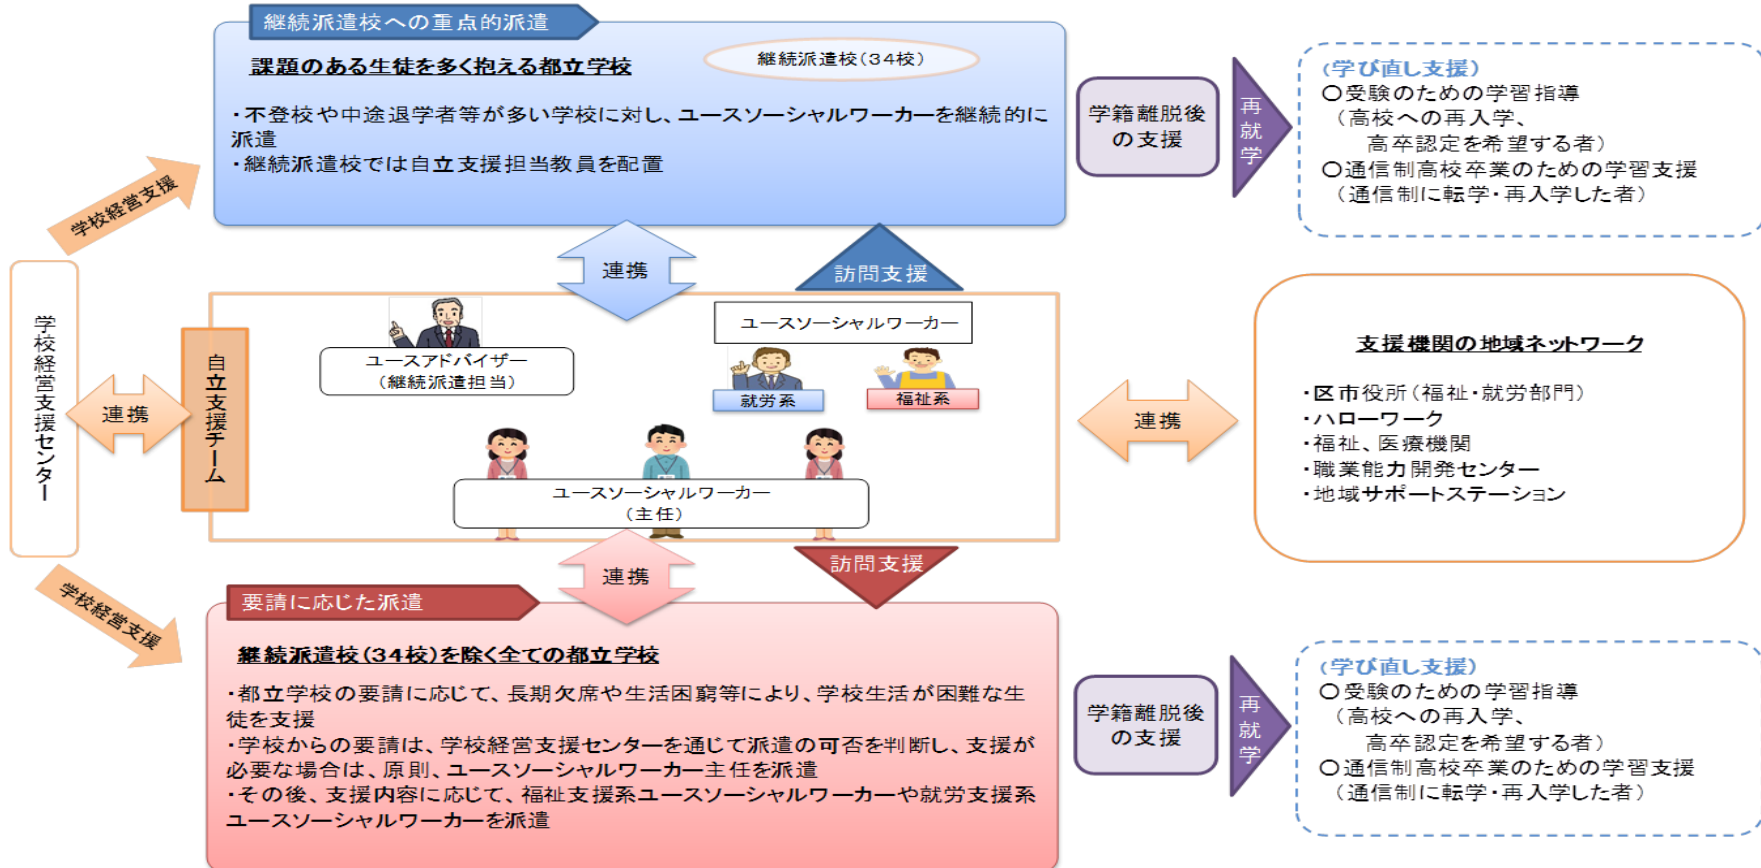 継続派遣校への重点的派遣
課題のある生徒を多く抱える都立学校
継続派遣校(34校)
・不登校や中途退学者等が多い学校に対し、ユースソーシャルワーカーを継続的に
派遣
・継続派遣校では自立支援担当教員を配置
学籍離脱後
の支援
再就学
(学び直し支援)
○受験のための学習指導
(高校への再入学、
高卒認定を希望する者)
○通信制高校卒業のための学習支援
(通信制に転学・再入学した者)
学校経営支援
連携
訪問支援
学校経営支援センター
連携
自立支援チーム
ユースアドバイザー
(継続派遣担当)
ユースソーシャルワーカー
就労系
福祉系
ユースソーシャルワーカー
(主任)
連携
支援機関の地域ネットワーク
・区市役所(福祉・就労部門)
・ハローワーク
・福祉、医療機関
・職業能力開発センター
・地域サポートステーション
連携
訪問支援
学校経営支援
要請に応じた派遣
継続派遣校(34校)を除く全ての都立学校
・都立学校の要請に応じて、長期欠席や生活困窮等により、学校生活が困難な生
徒を支援
・学校からの要請は、学校経営支援センターを通じて派遣の可否を判断し、支援が
必要な場合は、原則、ユースソーシャルワーカー主任を派遣
・その後、支援内容に応じて、福祉支援系ユースソーシャルワーカーや就労支援系
ユースソーシャルワーカーを派遣
学籍離脱後
の支援
再就学
(学び直し支援)
○受験のための学習指導
(高校への再入学、
高卒認定を希望する者)
○通信制高校卒業のための学習支援
(通信制に転学・再入学した者)